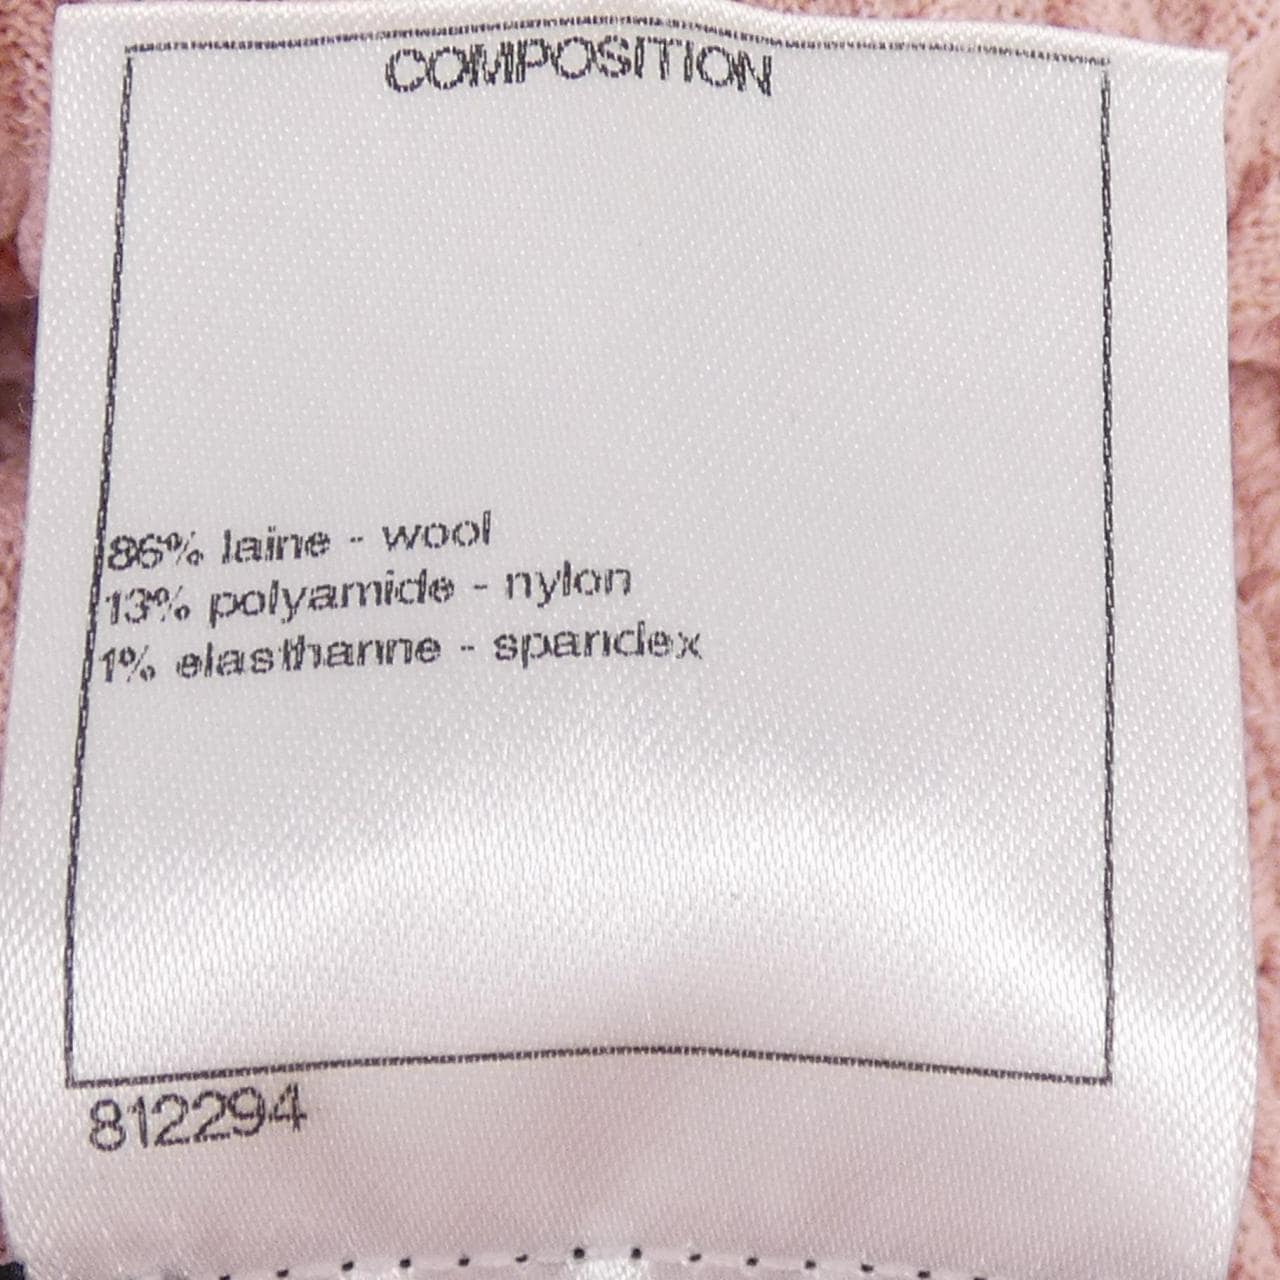 COMPOSITION
86% laine - wool
13% polyamide - nylon
1% elasthanne - spandex
812294